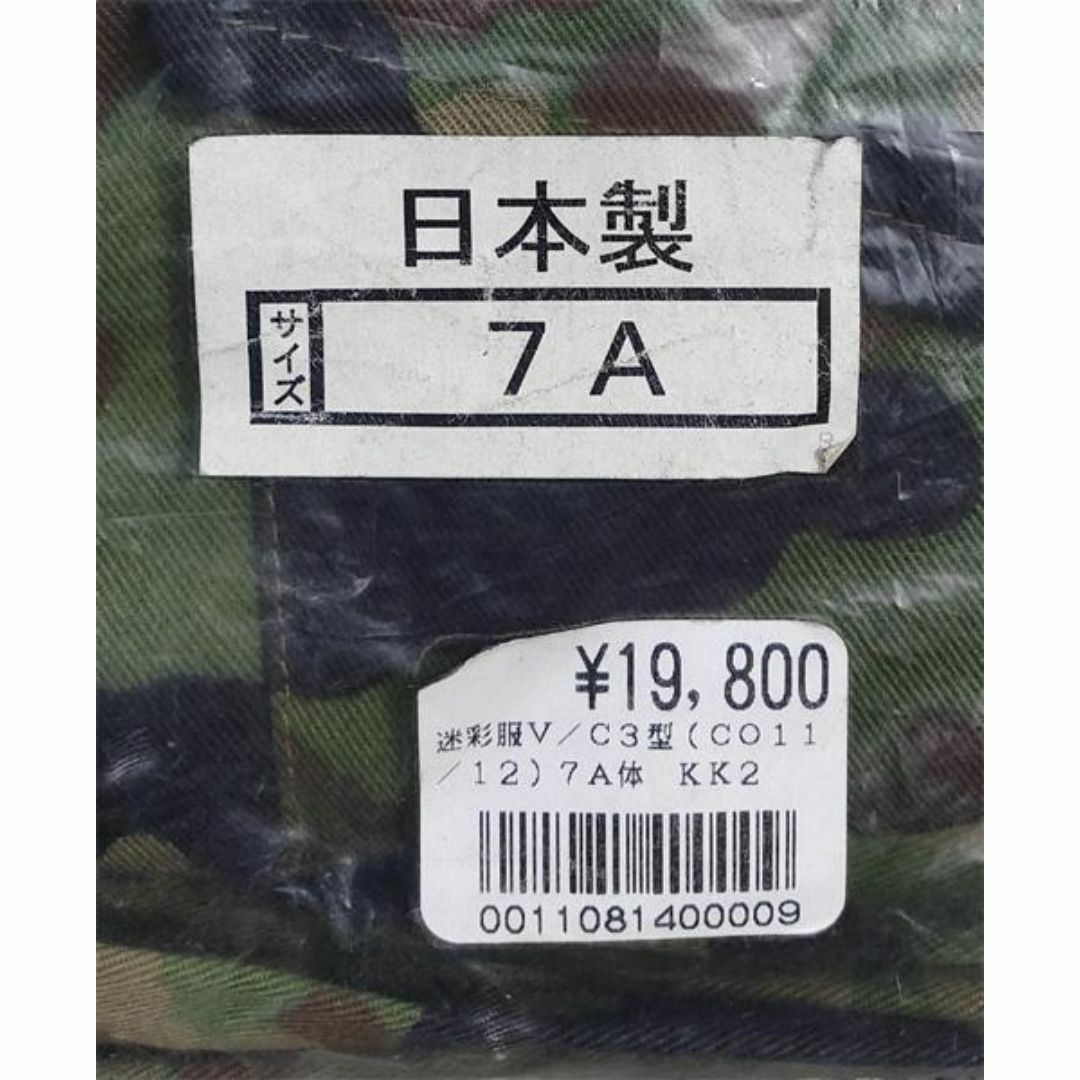 日本製
サイズ 7A
¥19,800
迷彩服V/C3型(CO11
/12)7A体 KK2
0011081400009